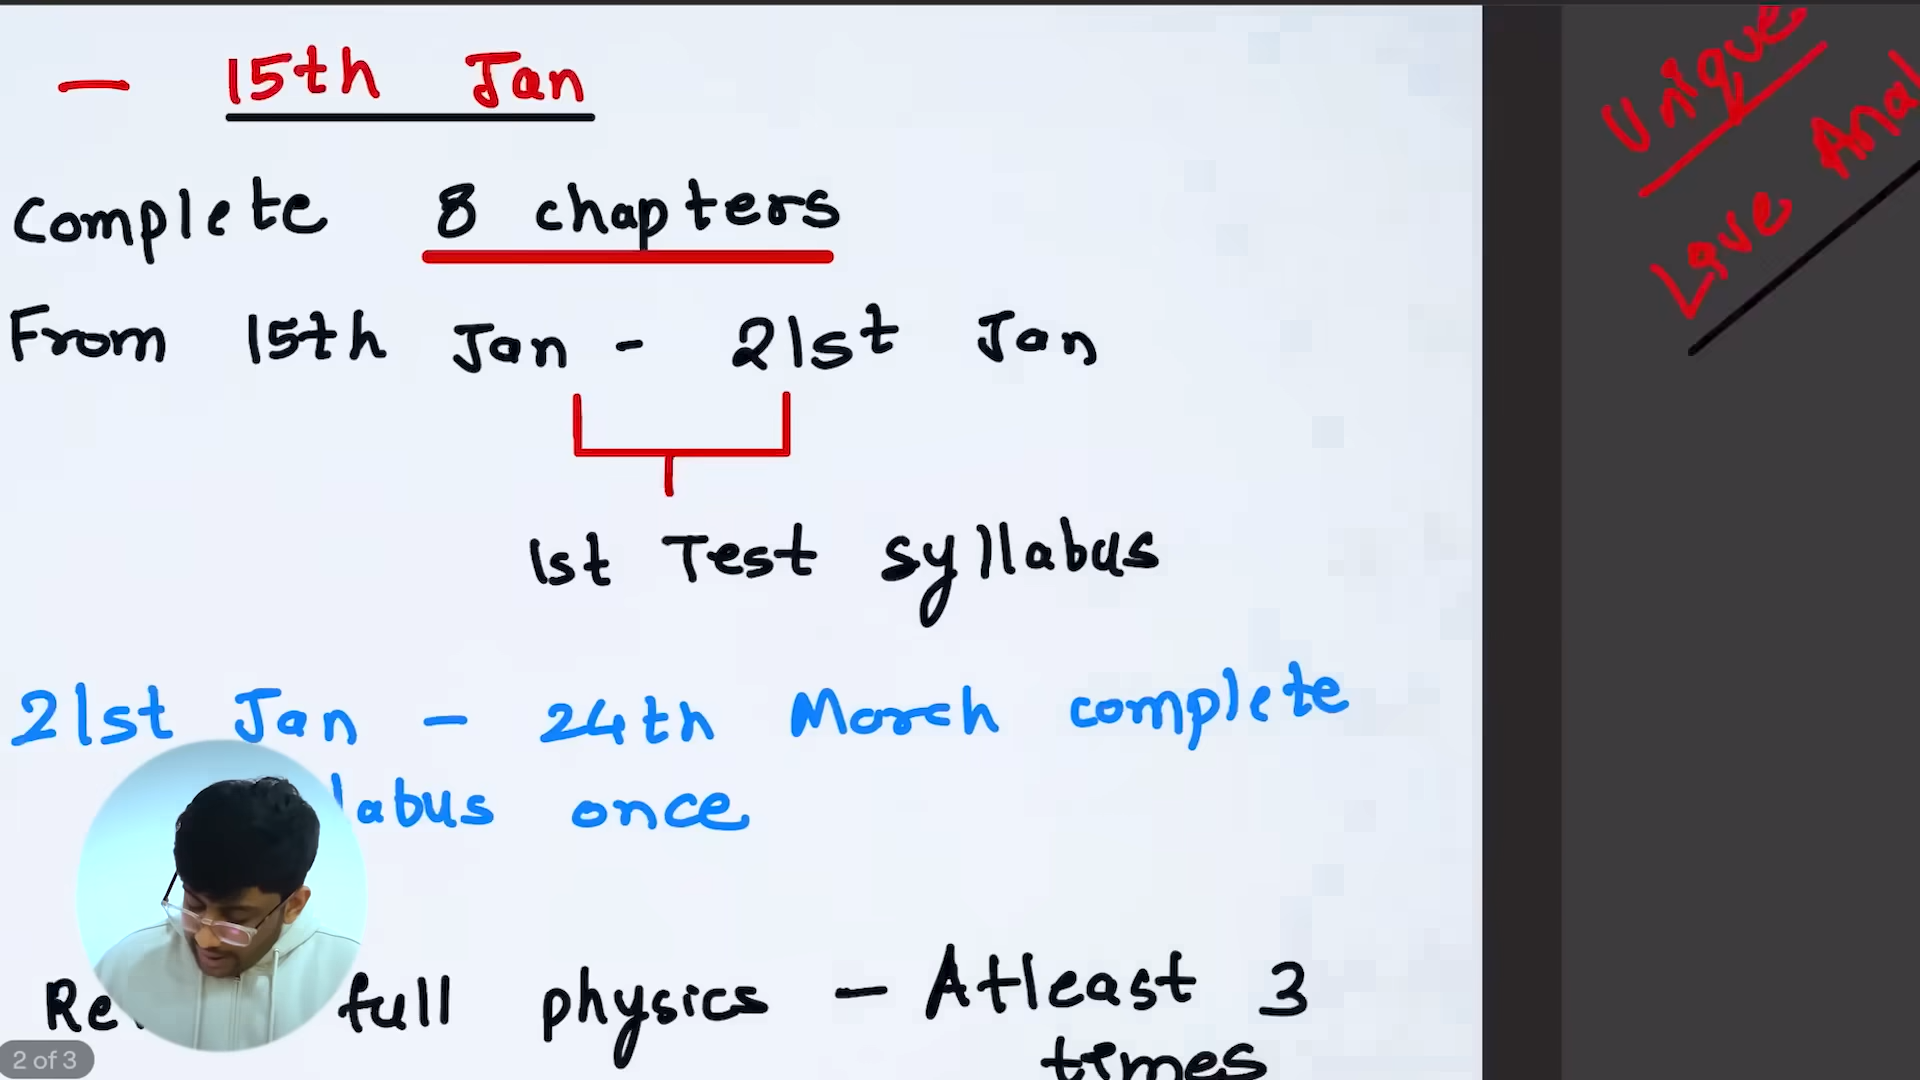 — 15th Jan
Complete 8 chapters
From 15th Jan - 21st Jan
1st Test syllabus
21st Jan - 24th March complete
labus once
full physics - Atleast 3
times
2 of 3
Unique
Live